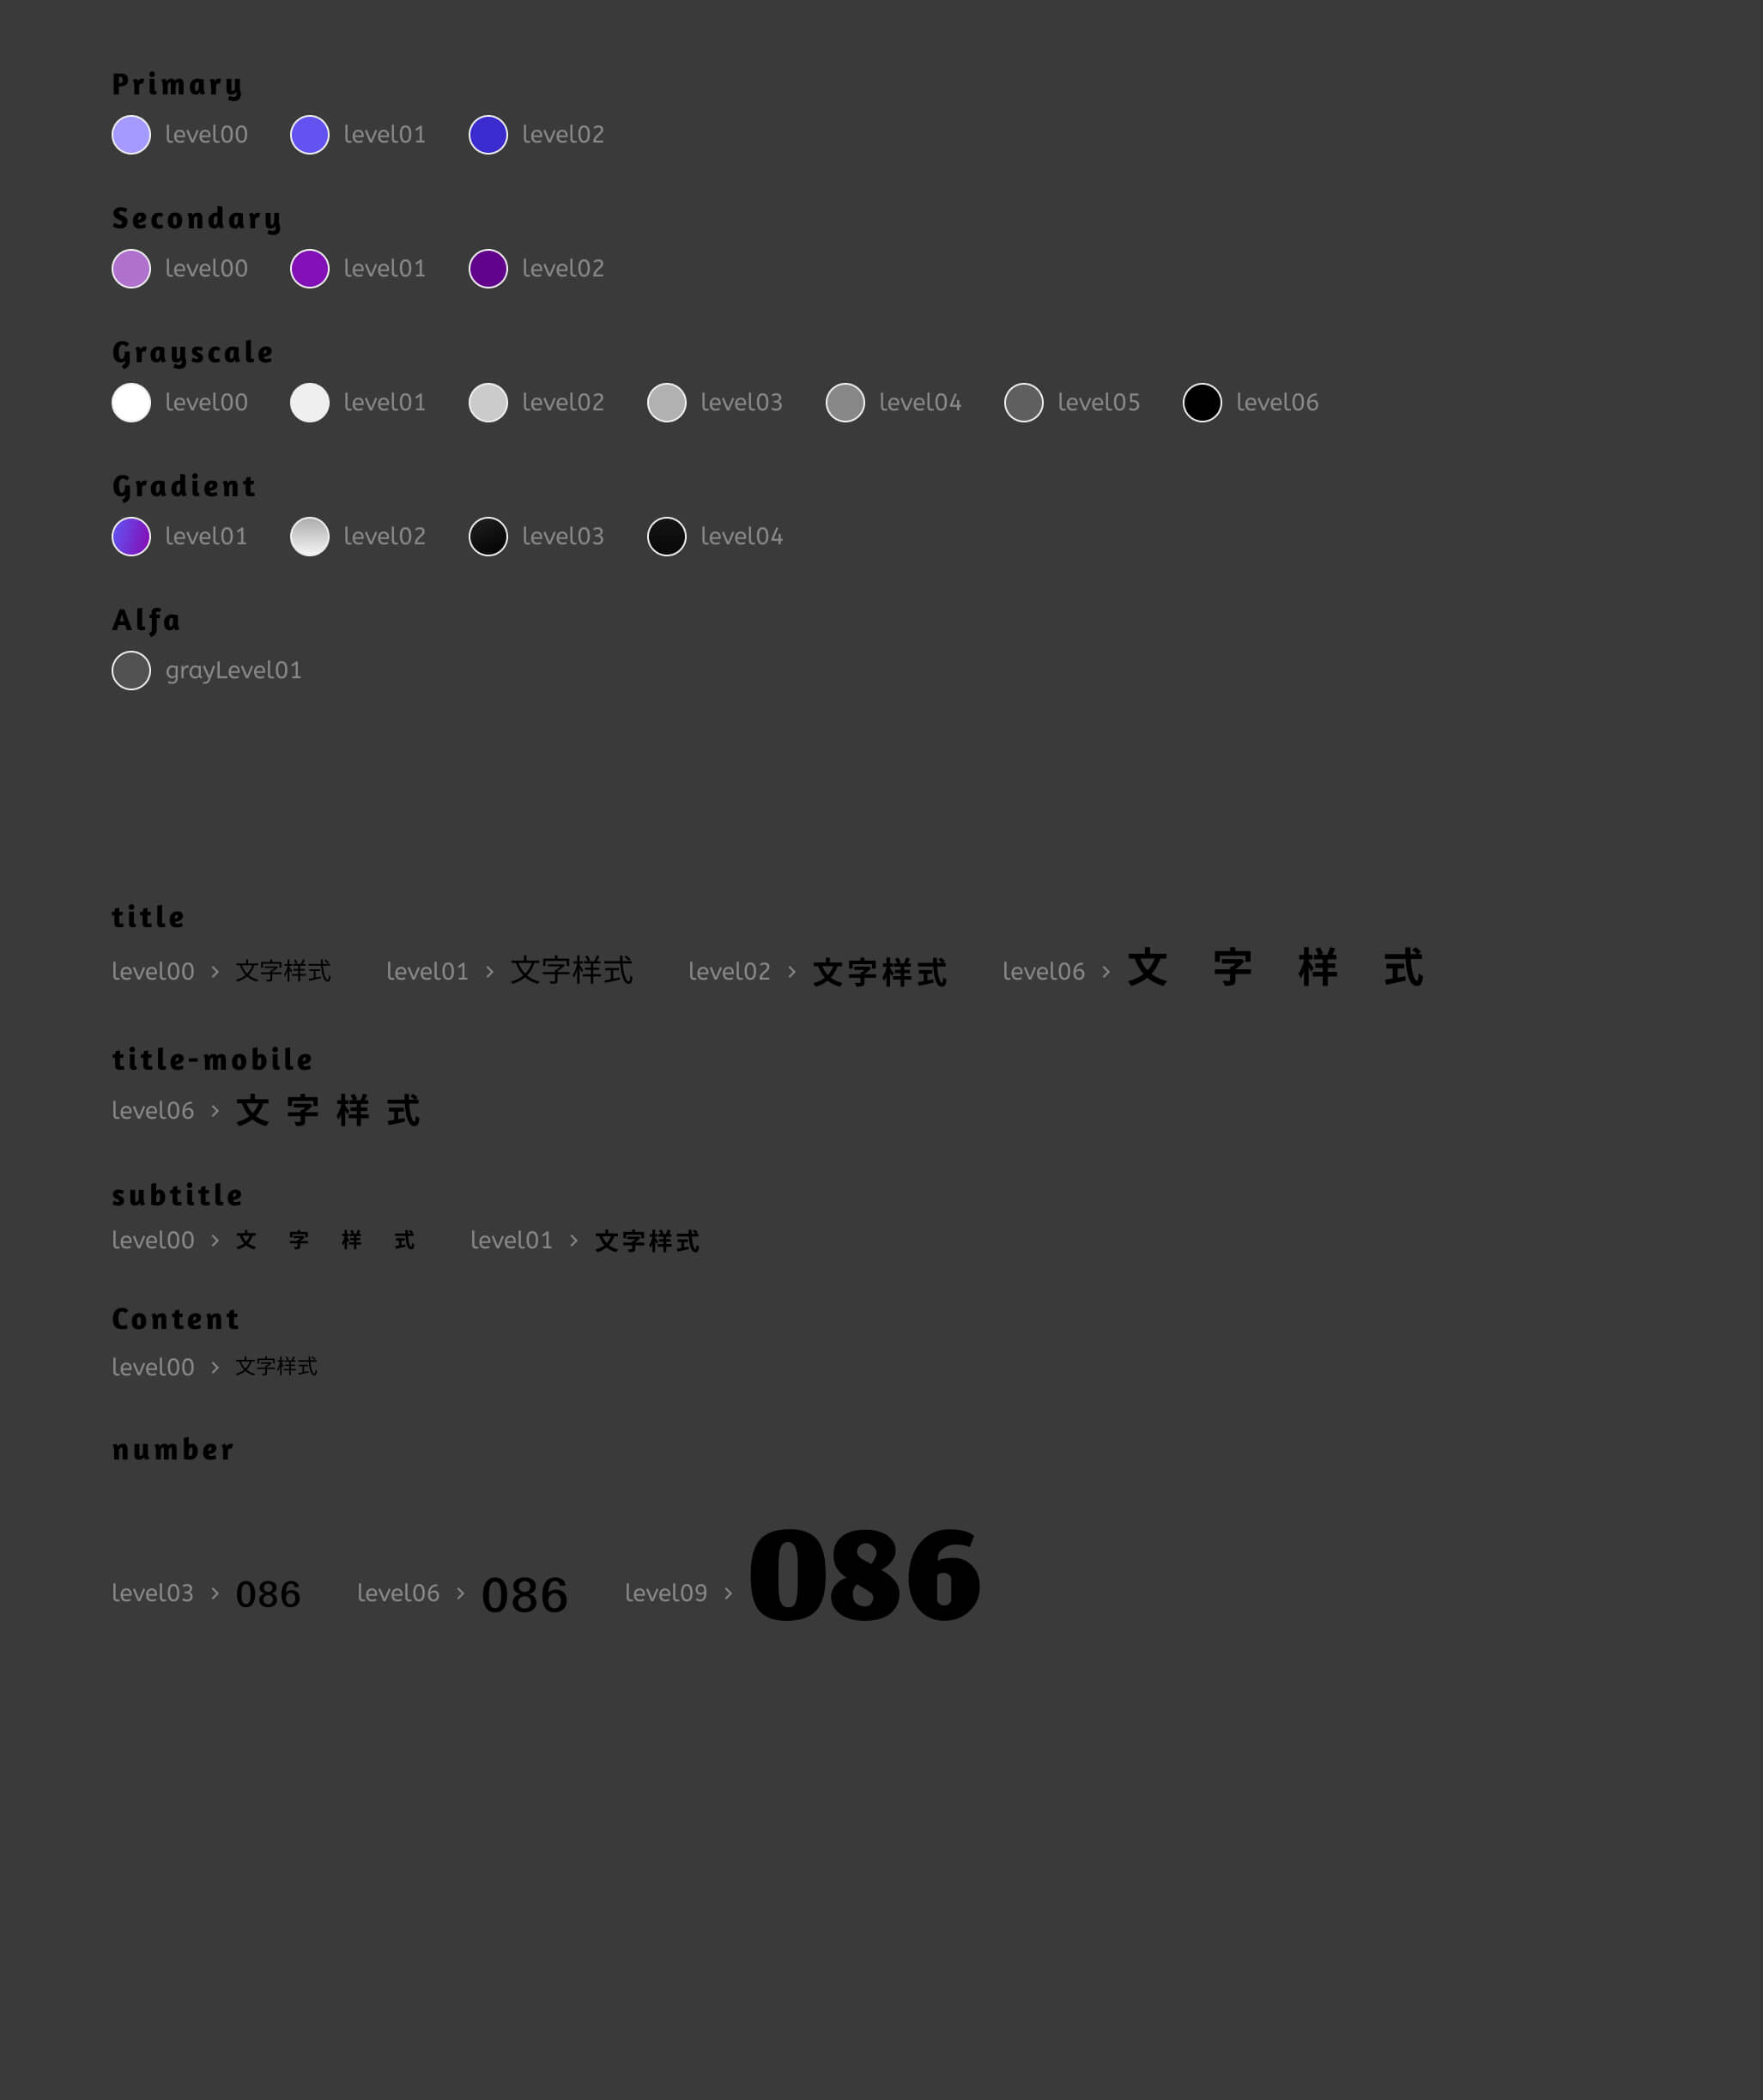 Primary
level00 level01 level02
Secondary
level00 level01 level02
Grayscale
level00 level01 level02 level03 level04 level05 level06
Gradient
level01 level02 level03 level04
Alfa
grayLevel01
title
level00 > 文字样式 level01 > 文字样式 level02 > 文字样式 level06 > 文字样式
title-mobile
level06 > 文字样式
subtitle
level00 > 文字样式 level01 > 文字样式
Content
level00 > 文字样式
number
level03 > 086 level06 > 086 level09 > 086